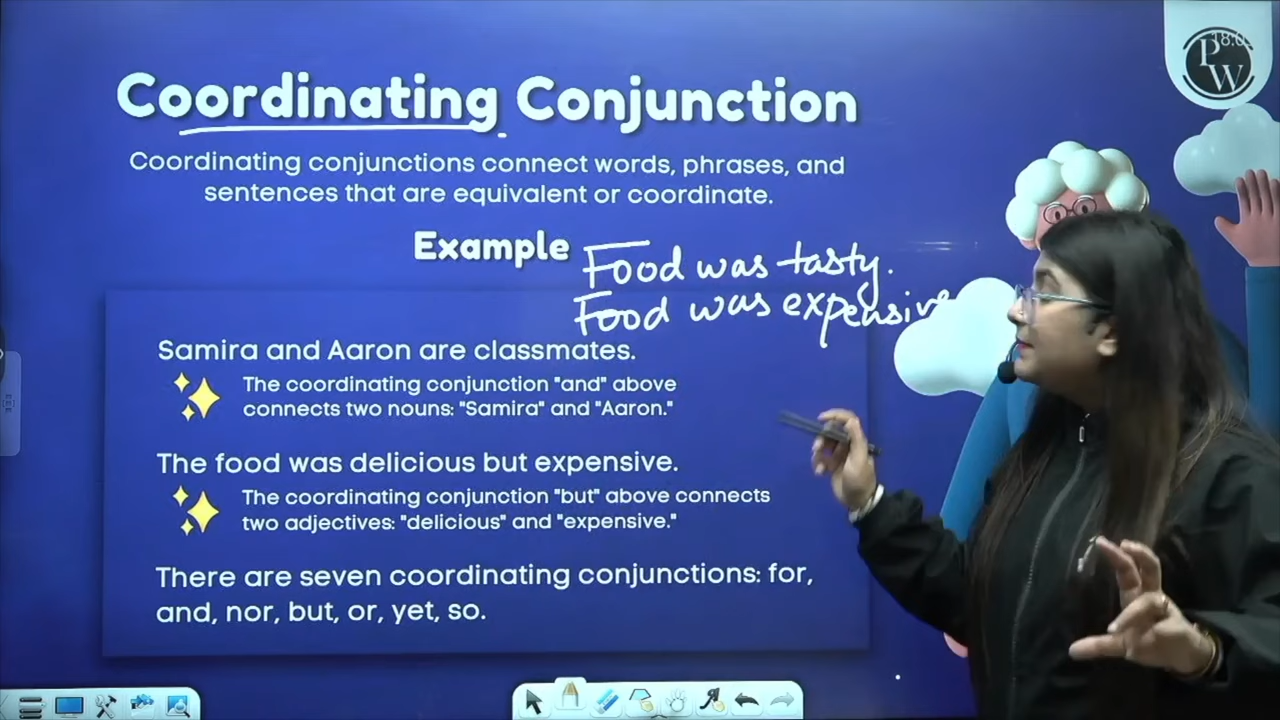 PW
Coordinating Conjunction
Coordinating conjunctions connect words, phrases, and
sentences that are equivalent or coordinate.
Example
Food was tasty.
Food was expensive
Samira and Aaron are classmates.
The coordinating conjunction "and" above
connects two nouns: "Samira" and "Aaron."
The food was delicious but expensive.
The coordinating conjunction "but" above connects
two adjectives: "delicious" and "expensive."
There are seven coordinating conjunctions: for,
and, nor, but, or, yet, so.